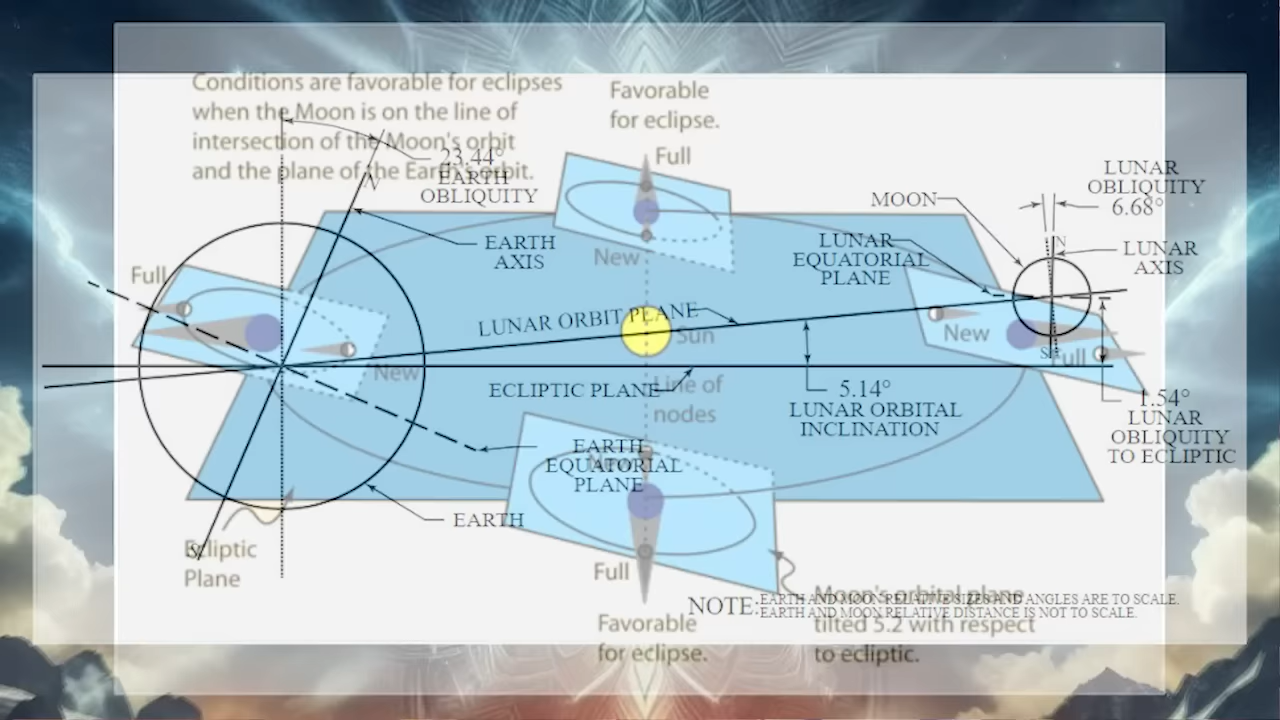 Conditions are favorable for eclipses
when the Moon is on the line of
intersection of the Moon's orbit
and the plane of the Earth's orbit.
Favorable
for eclipse.
Full
New
23.44°
EARTH
OBLIQUITY
N
EARTH
AXIS
MOON
LUNAR
OBLIQUITY
6.68°
LUNAR
EQUATORIAL
PLANE
N
LUNAR
AXIS
Full
New
LUNAR ORBIT PLANE
Sun
New
Full
S
ECLIPTIC PLANE
Line of
nodes
5.14°
LUNAR ORBITAL
INCLINATION
1.54°
LUNAR
OBLIQUITY
TO ECLIPTIC
EARTH
EQUATORIAL
PLANE
New
EARTH
S
Ecliptic
Plane
Full
Favorable
for eclipse.
Moon's orbital plane
tilted 5.2 with respect
to ecliptic.
NOTE:
EARTH AND MOON RELATIVE SIZES AND ANGLES ARE TO SCALE.
EARTH AND MOON RELATIVE DISTANCE IS NOT TO SCALE.